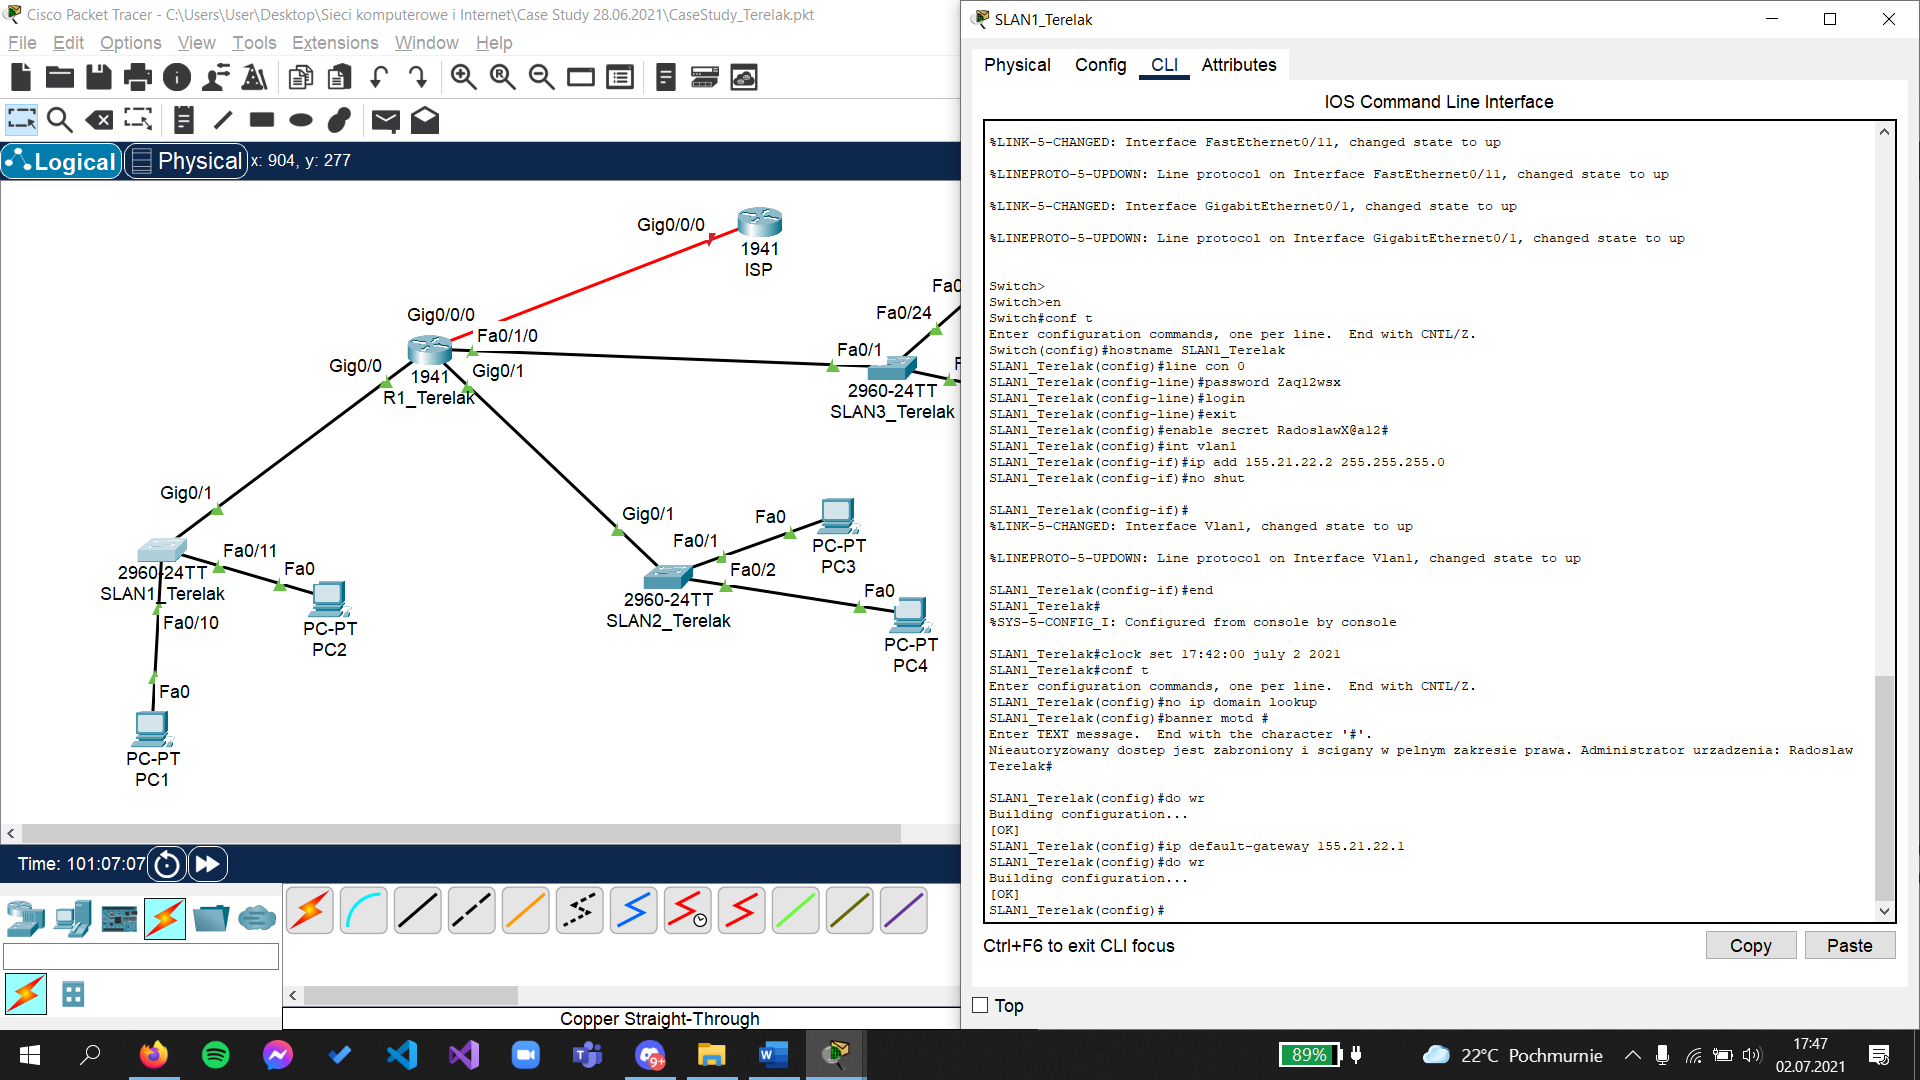 Cisco Packet Tracer - C:\Users\User\Desktop\Sieci komputerowe i Internet\Case Study 28.06.2021\CaseStudy_Terelak.pkt
File Edit Options View Tools Extensions Window Help
Logical Physical x: 904, y: 277
Gig0/0/0
1941
ISP
Fa0
Fa0/24
Gig0/0/0
Fa0/1/0
Fa0/1
F
Gig0/0
1941
Gig0/1
R1_Terelak
2960-24TT
SLAN3_Terelak
Gig0/1
Fa0/11
Fa0
2960-24TT
SLAN1_Terelak
Fa0/10
PC-PT
PC2
Fa0
PC-PT
PC1
Gig0/1
Fa0
Fa0/1
PC-PT
PC3
Fa0/2
Fa0
2960-24TT
SLAN2_Terelak
PC-PT
PC4
Time: 101:07:07
Copper Straight-Through
SLAN1_Terelak
Physical Config CLI Attributes
IOS Command Line Interface
%LINK-5-CHANGED: Interface FastEthernet0/11, changed state to up
%LINEPROTO-5-UPDOWN: Line protocol on Interface FastEthernet0/11, changed state to up
%LINK-5-CHANGED: Interface GigabitEthernet0/1, changed state to up
%LINEPROTO-5-UPDOWN: Line protocol on Interface GigabitEthernet0/1, changed state to up
Switch>
Switch>en
Switch#conf t
Enter configuration commands, one per line.  End with CNTL/Z.
Switch(config)#hostname SLAN1_Terelak
SLAN1_Terelak(config)#line con 0
SLAN1_Terelak(config-line)#password Zaq12wsx
SLAN1_Terelak(config-line)#login
SLAN1_Terelak(config-line)#exit
SLAN1_Terelak(config)#enable secret RadoslawX@a12#
SLAN1_Terelak(config)#int vlan1
SLAN1_Terelak(config-if)#ip add 155.21.22.2 255.255.255.0
SLAN1_Terelak(config-if)#no shut
SLAN1_Terelak(config-if)#
%LINK-5-CHANGED: Interface Vlan1, changed state to up
%LINEPROTO-5-UPDOWN: Line protocol on Interface Vlan1, changed state to up
SLAN1_Terelak(config-if)#end
SLAN1_Terelak#
%SYS-5-CONFIG_I: Configured from console by console
SLAN1_Terelak#clock set 17:42:00 july 2 2021
SLAN1_Terelak#conf t
Enter configuration commands, one per line.  End with CNTL/Z.
SLAN1_Terelak(config)#no ip domain lookup
SLAN1_Terelak(config)#banner motd #
Enter TEXT message.  End with the character '#'.
Nieautoryzowany dostep jest zabroniony i scigany w pelnym zakresie prawa. Administrator urzadzenia: Radoslaw
Terelak#
SLAN1_Terelak(config)#do wr
Building configuration...
[OK]
SLAN1_Terelak(config)#ip default-gateway 155.21.22.1
SLAN1_Terelak(config)#do wr
Building configuration...
[OK]
SLAN1_Terelak(config)#
Ctrl+F6 to exit CLI focus
Copy Paste
Top
9+
89%
22°C Pochmurnie
17:47
02.07.2021